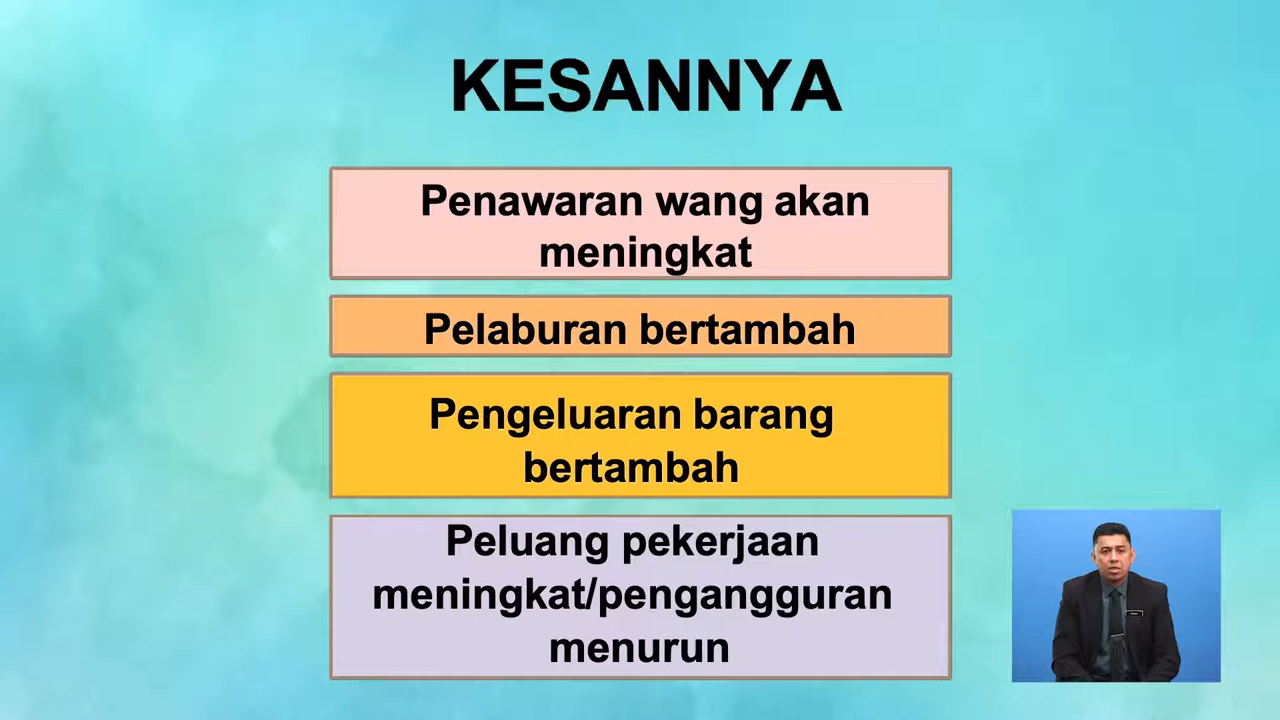 KESANNYA
Penawaran wang akan
meningkat
Pelaburan bertambah
Pengeluaran barang
bertambah
Peluang pekerjaan
meningkat/pengangguran
menurun